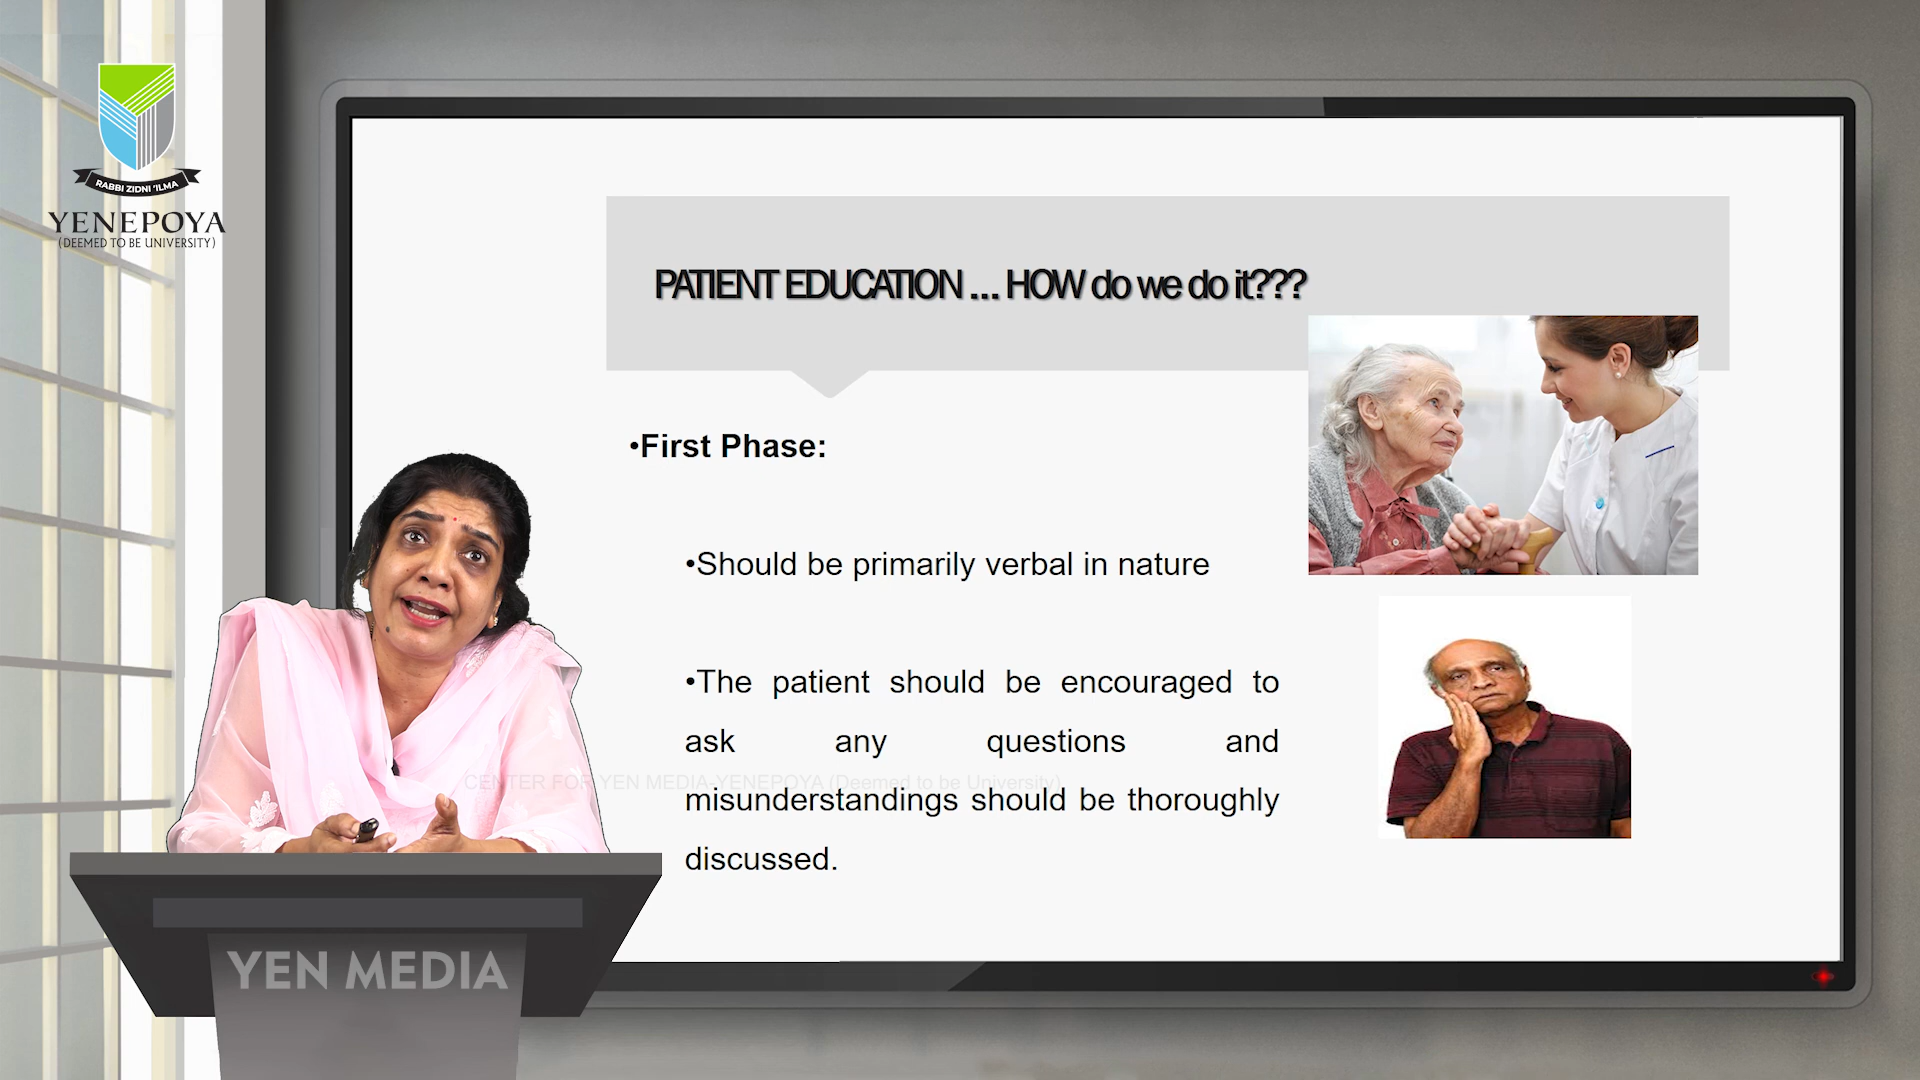 RABBI ZIDNI 'ILMA
YENEPOYA
(DEEMED TO BE UNIVERSITY)
PATIENT EDUCATION ... HOW do we do it???
•First Phase:
•Should be primarily verbal in nature
•The patient should be encouraged to
ask any questions and
misunderstandings should be thoroughly
discussed.
CENTER FOR YEN MEDIA-YENEPOYA (Deemed to be University)
YEN MEDIA